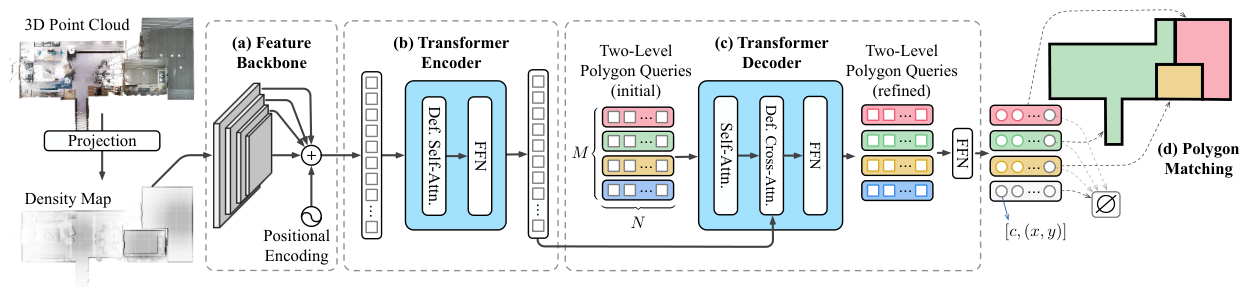 3D Point Cloud
Projection
Density Map
(a) Feature
Backbone
Positional
Encoding
(b) Transformer
Encoder
...
Def. Self-Attn.
FFN
...
(c) Transformer
Decoder
Two-Level
Polygon Queries
(initial)
...
...
...
...
M
N
Self-Attn.
Def. Cross-Attn.
FFN
Two-Level
Polygon Queries
(refined)
...
...
...
...
FFN
...
...
...
...
[c, (x, y)]
∅
(d) Polygon
Matching